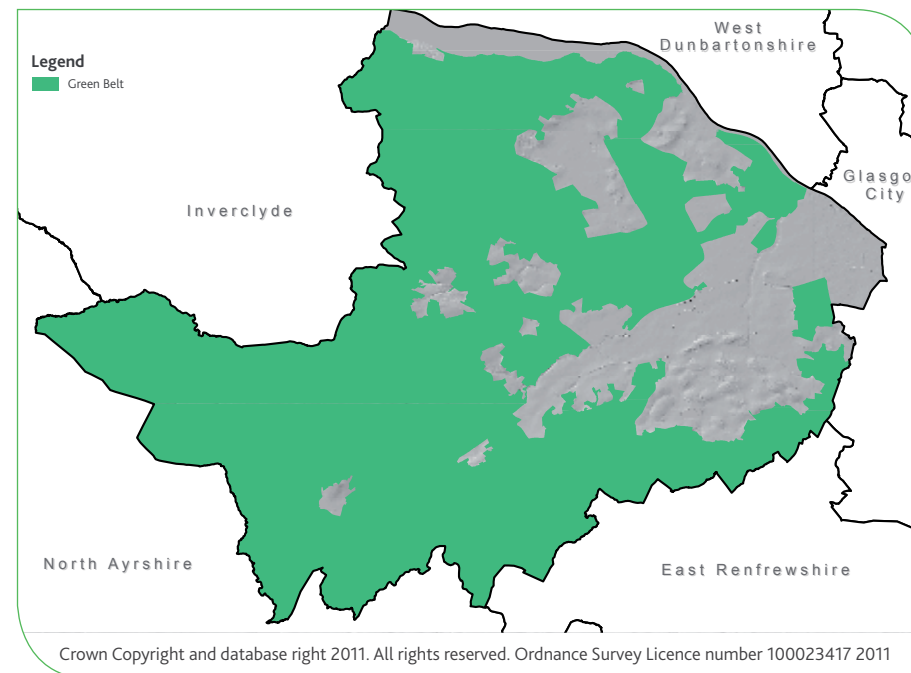 West
Dunbartonshire
Legend
Green Belt
Glasgo
City
Inverclyde
North Ayrshire
East Renfrewshire
Crown Copyright and database right 2011. All rights reserved. Ordnance Survey Licence number 100023417 2011